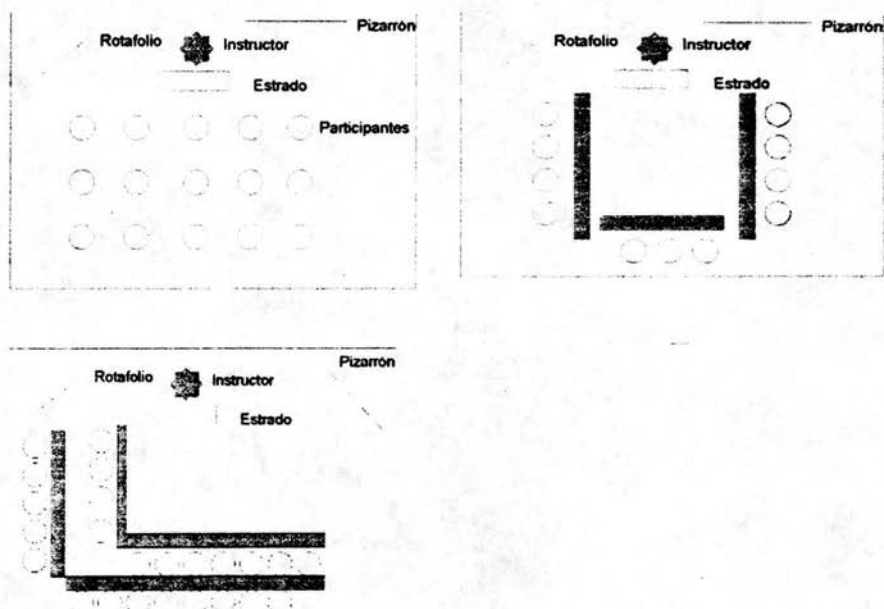 Pizarrón
Rotafolio Instructor
Estrado
Participantes
Pizarrón
Rotafolio Instructor
Estrado
Pizarrón
Rotafolio Instructor
Estrado